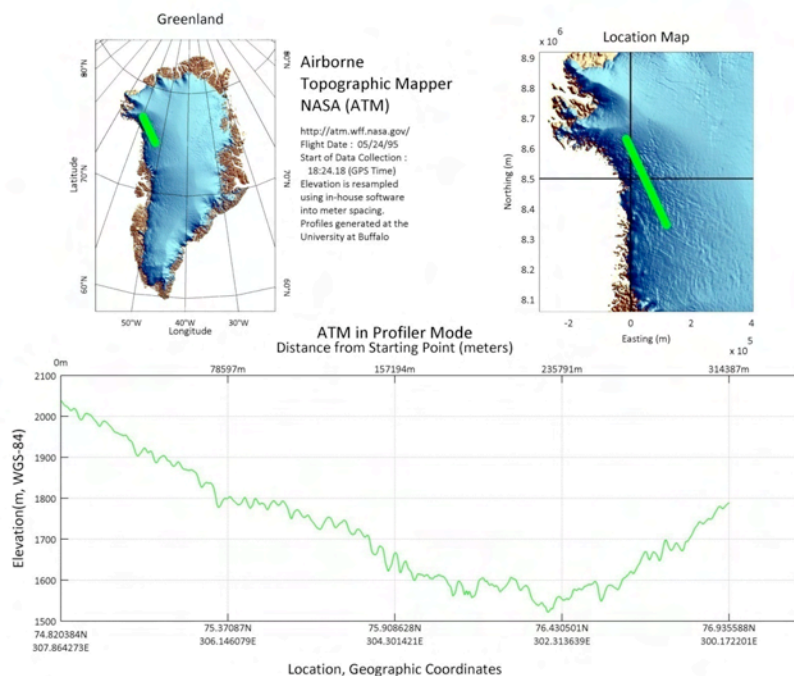 Greenland
80°N
80°N
Latitude
70°N
70°N
60°N
60°N
50°W 40°W 30°W
Longitude
Airborne
Topographic Mapper
NASA (ATM)
http://atm.wff.nasa.gov/
Flight Date : 05/24/95
Start of Data Collection :
18:24.18 (GPS Time)
Elevation is resampled
using in-house software
into meter spacing.
Profiles generated at the
University at Buffalo
Location Map
x 10⁶
8.9
8.8
8.7
8.6
8.5
8.4
8.3
8.2
8.1
Northing (m)
-2 0 2 4
Easting (m)
x 10⁵
ATM in Profiler Mode
Distance from Starting Point (meters)
0m 78597m 157194m 235791m 314387m
2100
2000
1900
1800
1700
1600
1500
Elevation(m, WGS-84)
74.820384N 75.37087N 75.908628N 76.430501N 76.935588N
307.864273E 306.146079E 304.301421E 302.313639E 300.172201E
Location, Geographic Coordinates